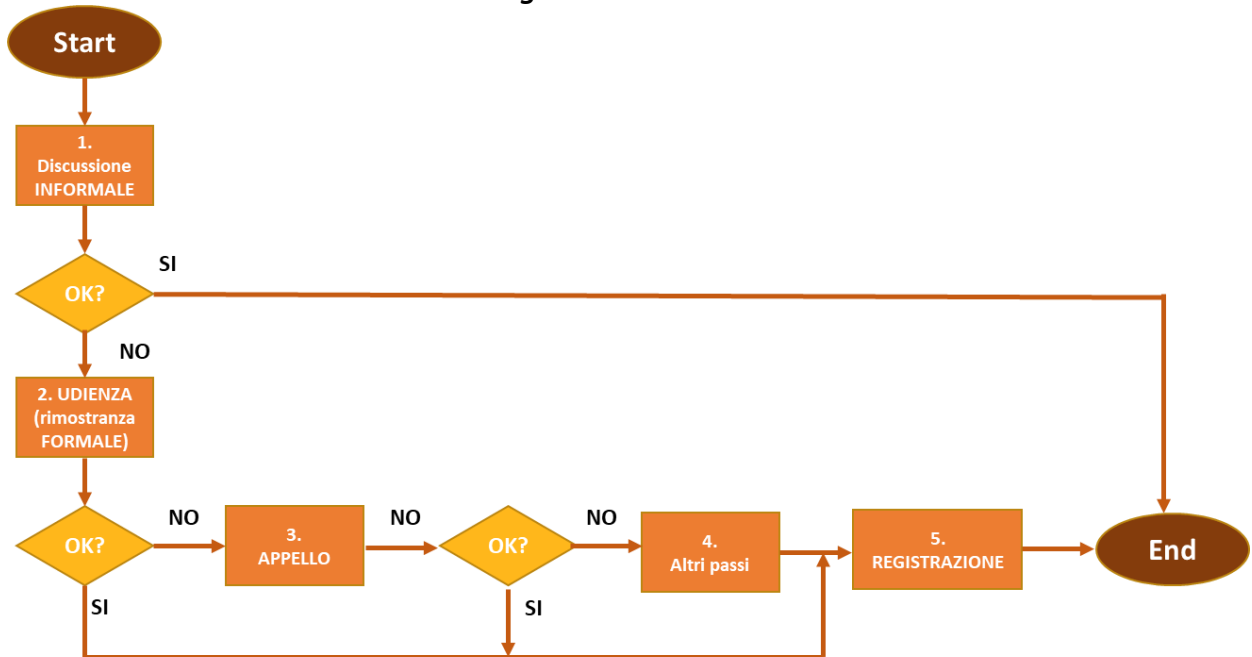 Start
1.
Discussione
INFORMALE
SI
OK?
NO
2. UDIENZA
(rimostranza
FORMALE)
OK?
NO
3.
APPELLO
NO
OK?
NO
4.
Altri passi
5.
REGISTRAZIONE
End
SI
SI